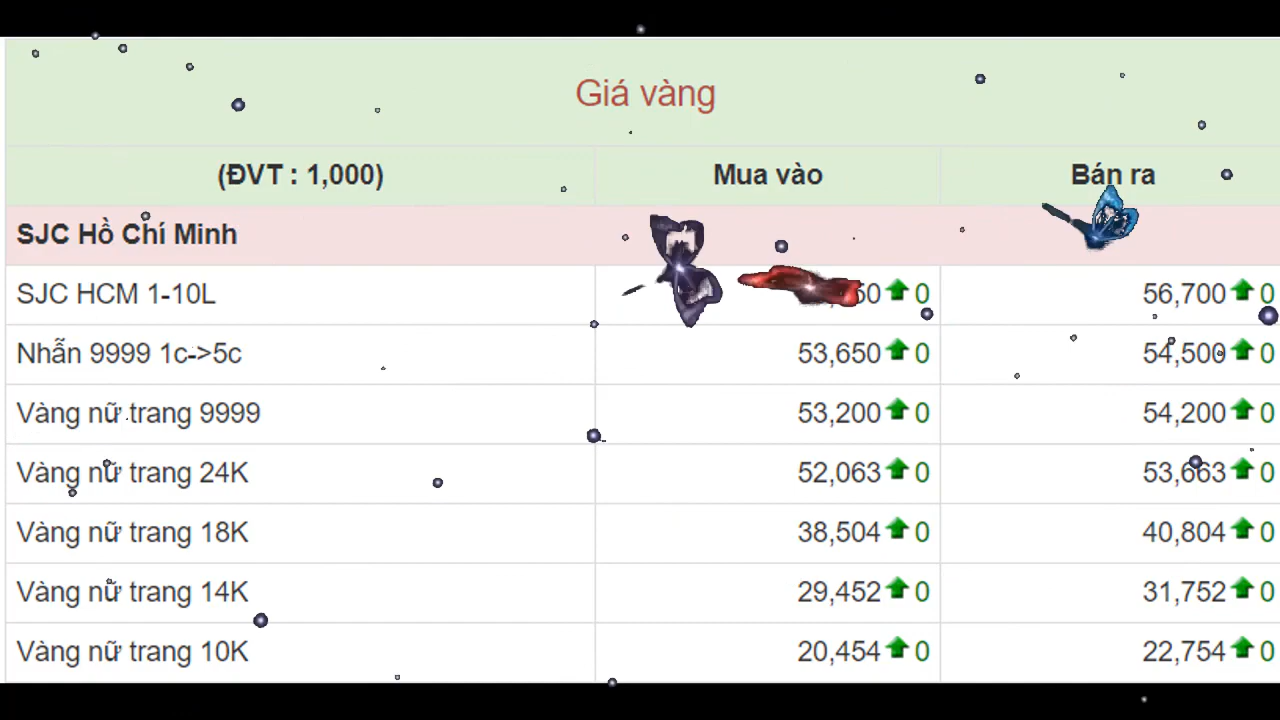 Giá vàng
(ĐVT : 1,000) Mua vào Bán ra
SJC Hồ Chí Minh
SJC HCM 1-10L 0 56,700 0
Nhẫn 9999 1c->5c 53,650 0 54,500 0
Vàng nữ trang 9999 53,200 0 54,200 0
Vàng nữ trang 24K 52,063 0 53,663 0
Vàng nữ trang 18K 38,504 0 40,804 0
Vàng nữ trang 14K 29,452 0 31,752 0
Vàng nữ trang 10K 20,454 0 22,754 0